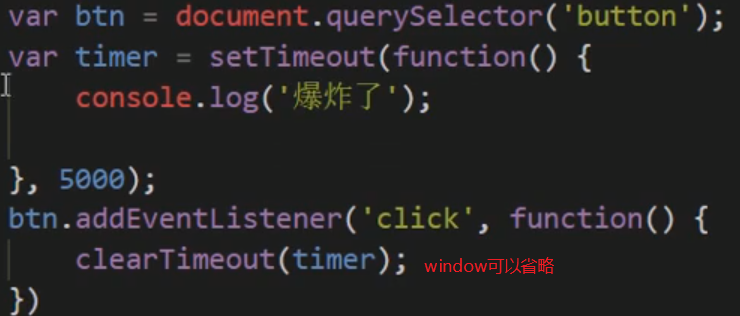 var btn = document.querySelector('button');
var timer = setTimeout(function() {
console.log('爆炸了');
}, 5000);
btn.addEventListener('click', function() {
clearTimeout(timer); window可以省略
})